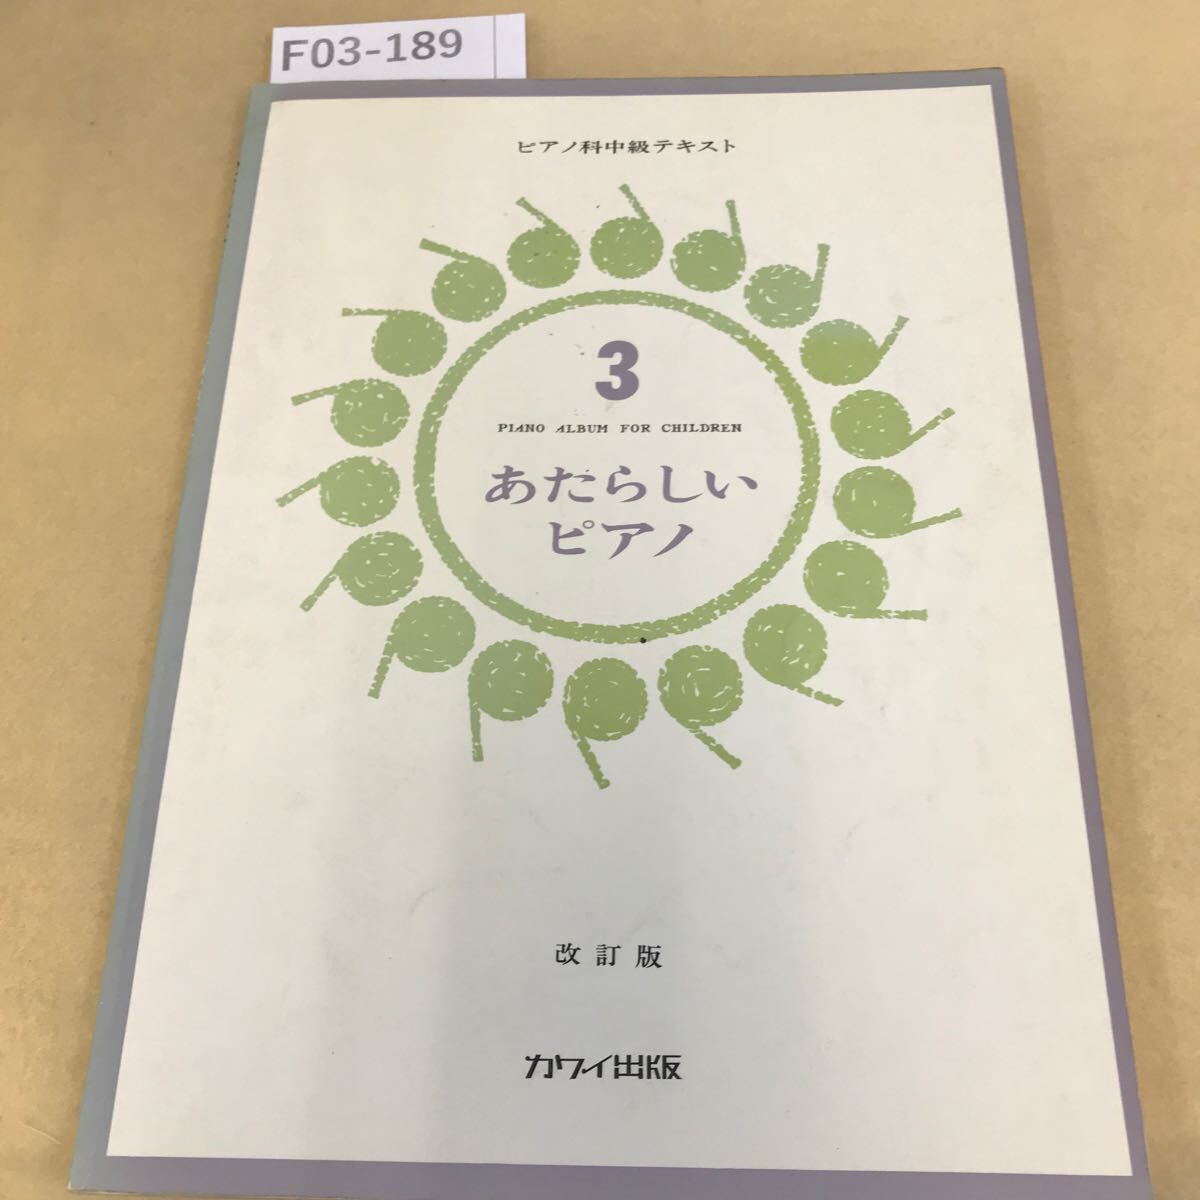 F03-189
ピアノ科中級テキスト
3
PIANO ALBUM FOR CHILDREN
あたらしい
ピアノ
改訂版
カワイ出版